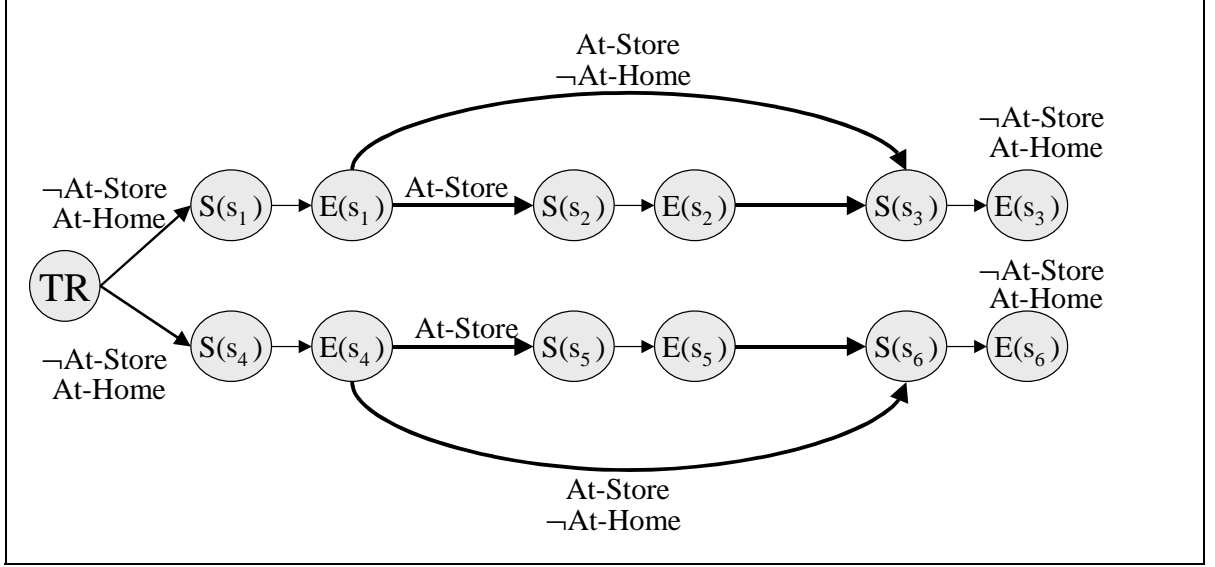 At-Store
¬At-Home
¬At-Store
At-Home
¬At-Store
At-Home
S(s₁) E(s₁) At-Store S(s₂) E(s₂) S(s₃) E(s₃)
TR
¬At-Store
At-Home
S(s₄) E(s₄) At-Store S(s₅) E(s₅) S(s₆) E(s₆)
¬At-Store
At-Home
At-Store
¬At-Home